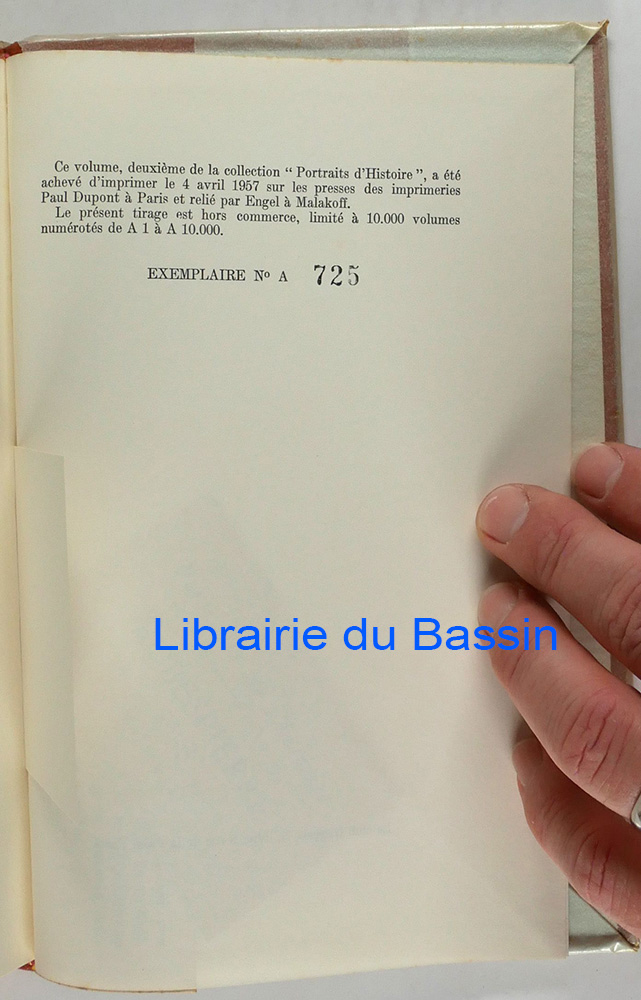 Ce volume, deuxième de la collection “ Portraits d'Histoire ”, a été
achevé d'imprimer le 4 avril 1957 sur les presses des imprimeries
Paul Dupont à Paris et relié par Engel à Malakoff.
Le présent tirage est hors commerce, limité à 10.000 volumes
numérotés de A 1 à A 10.000.
EXEMPLAIRE Nº A 725
Librairie du Bassin